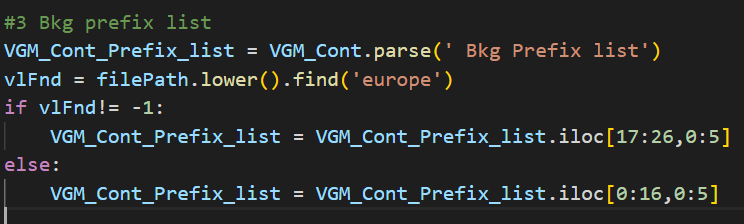 #3 Bkg prefix list
VGM_Cont_Prefix_list = VGM_Cont.parse(' Bkg Prefix list')
vlFnd = filePath.lower().find('europe')
if vlFnd!= -1:
    VGM_Cont_Prefix_list = VGM_Cont_Prefix_list.iloc[17:26,0:5]
else:
    VGM_Cont_Prefix_list = VGM_Cont_Prefix_list.iloc[0:16,0:5]